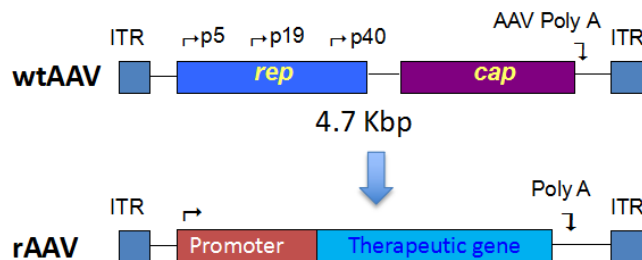 AAV Poly A
ITR p5 p19 p40 ITR
wtAAV rep cap
4.7 Kbp
Poly A
ITR ITR
rAAV Promoter Therapeutic gene